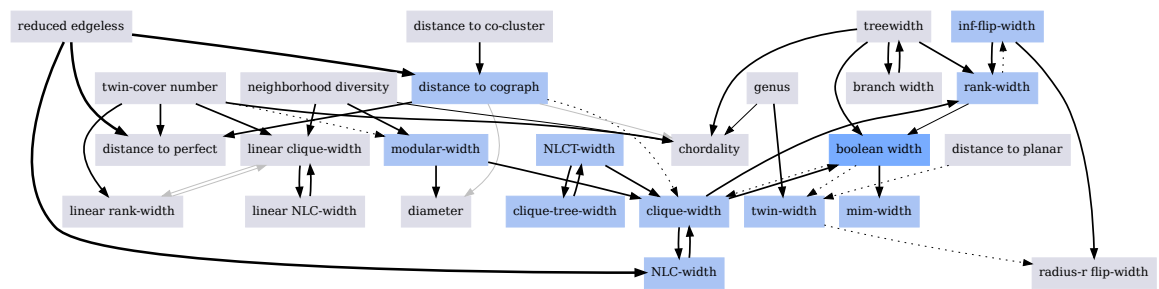 reduced edgeless
distance to co-cluster
treewidth
inf-flip-width
twin-cover number
neighborhood diversity
distance to cograph
genus
branch width
rank-width
distance to perfect
linear clique-width
modular-width
NLCT-width
chordality
boolean width
distance to planar
linear rank-width
linear NLC-width
diameter
clique-tree-width
clique-width
twin-width
mim-width
NLC-width
radius-r flip-width